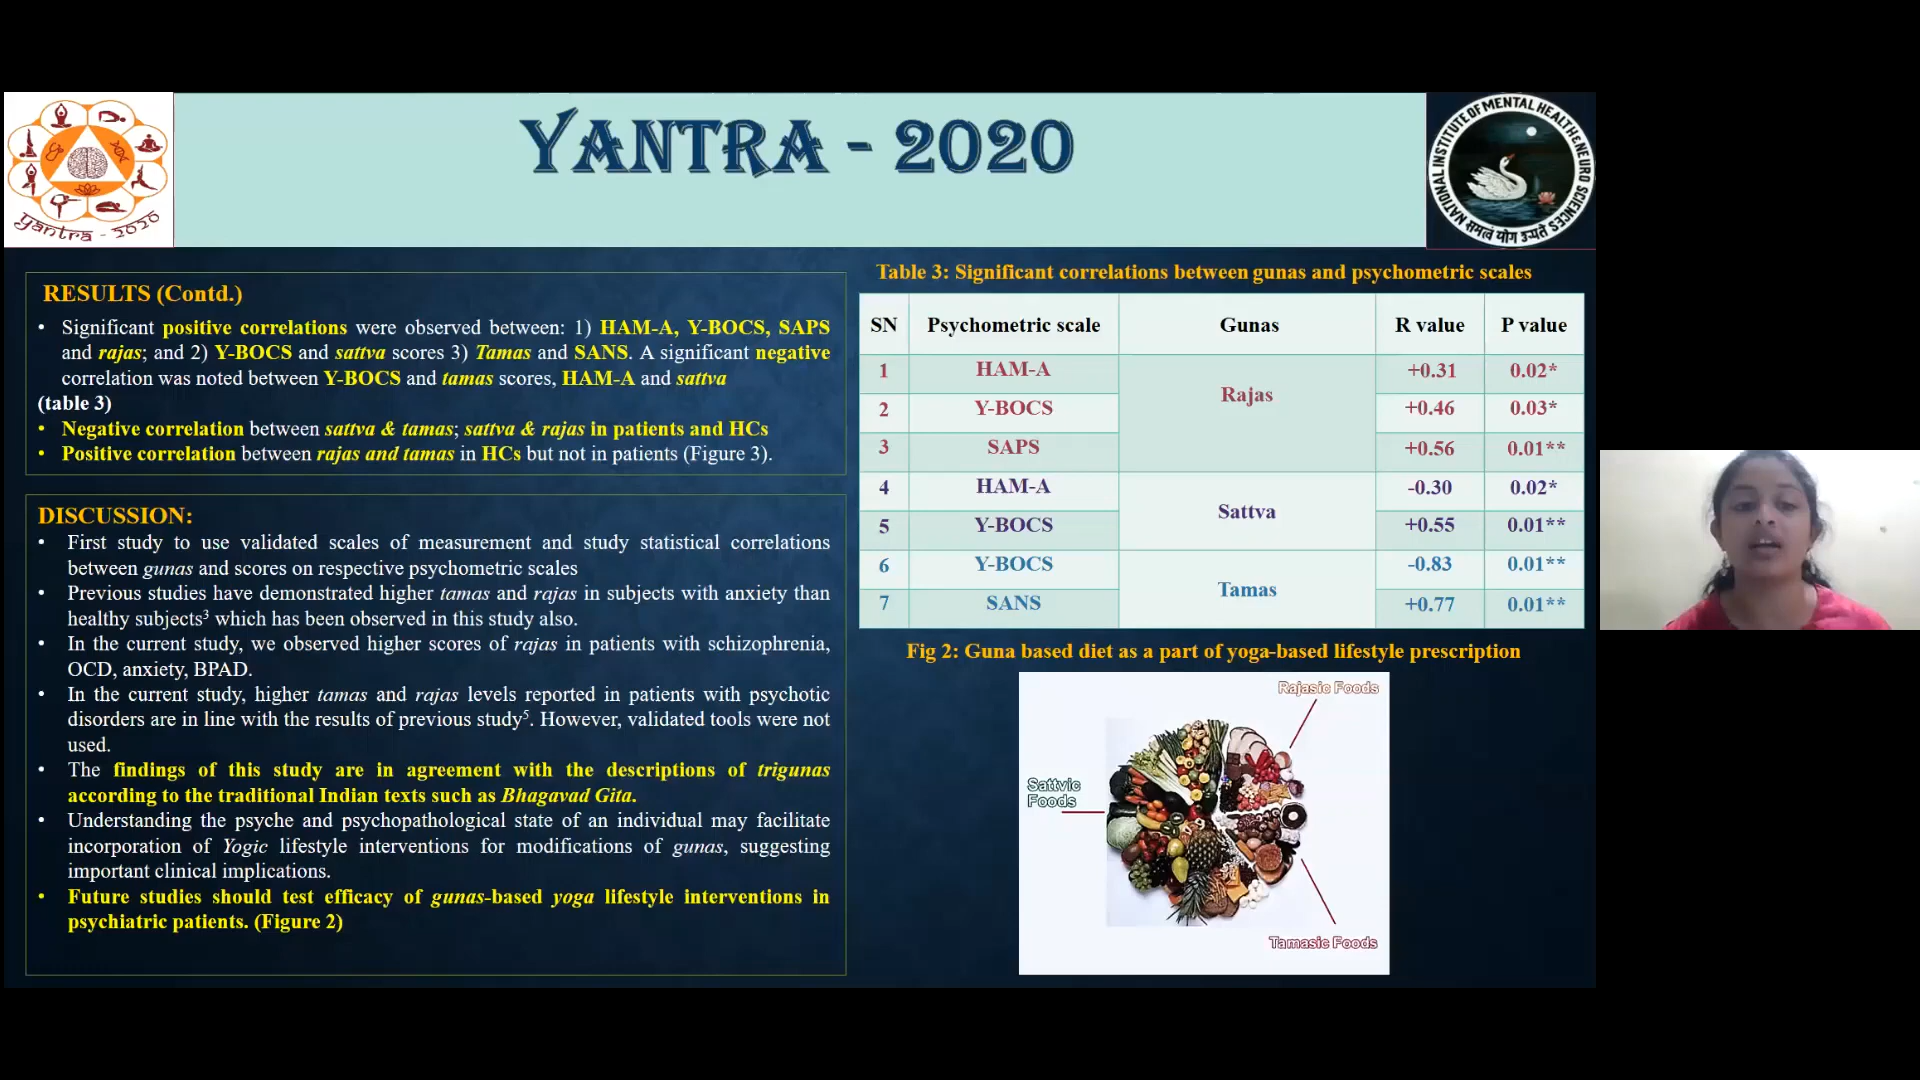 YANTRA - 2020
yantra - 2020
NATIONAL INSTITUTE OF MENTAL HEALTH & NEURO SCIENCES
समत्वं योग उच्यते
RESULTS (Contd.)
• Significant positive correlations were observed between: 1) HAM-A, Y-BOCS, SAPS
and rajas; and 2) Y-BOCS and sattva scores 3) Tamas and SANS. A significant negative
correlation was noted between Y-BOCS and tamas scores, HAM-A and sattva
(table 3)
• Negative correlation between sattva & tamas; sattva & rajas in patients and HCs
• Positive correlation between rajas and tamas in HCs but not in patients (Figure 3).
DISCUSSION:
• First study to use validated scales of measurement and study statistical correlations
between gunas and scores on respective psychometric scales
• Previous studies have demonstrated higher tamas and rajas in subjects with anxiety than
healthy subjects³ which has been observed in this study also.
• In the current study, we observed higher scores of rajas in patients with schizophrenia,
OCD, anxiety, BPAD.
• In the current study, higher tamas and rajas levels reported in patients with psychotic
disorders are in line with the results of previous study⁵. However, validated tools were not
used.
• The findings of this study are in agreement with the descriptions of trigunas
according to the traditional Indian texts such as Bhagavad Gita.
• Understanding the psyche and psychopathological state of an individual may facilitate
incorporation of Yogic lifestyle interventions for modifications of gunas, suggesting
important clinical implications.
• Future studies should test efficacy of gunas-based yoga lifestyle interventions in
psychiatric patients. (Figure 2)
Table 3: Significant correlations between gunas and psychometric scales
SN Psychometric scale Gunas R value P value
1 HAM-A Rajas +0.31 0.02*
2 Y-BOCS +0.46 0.03*
3 SAPS +0.56 0.01**
4 HAM-A Sattva -0.30 0.02*
5 Y-BOCS +0.55 0.01**
6 Y-BOCS Tamas -0.83 0.01**
7 SANS +0.77 0.01**
Fig 2: Guna based diet as a part of yoga-based lifestyle prescription
Rajasic Foods
Sattvic
Foods
Tamasic Foods